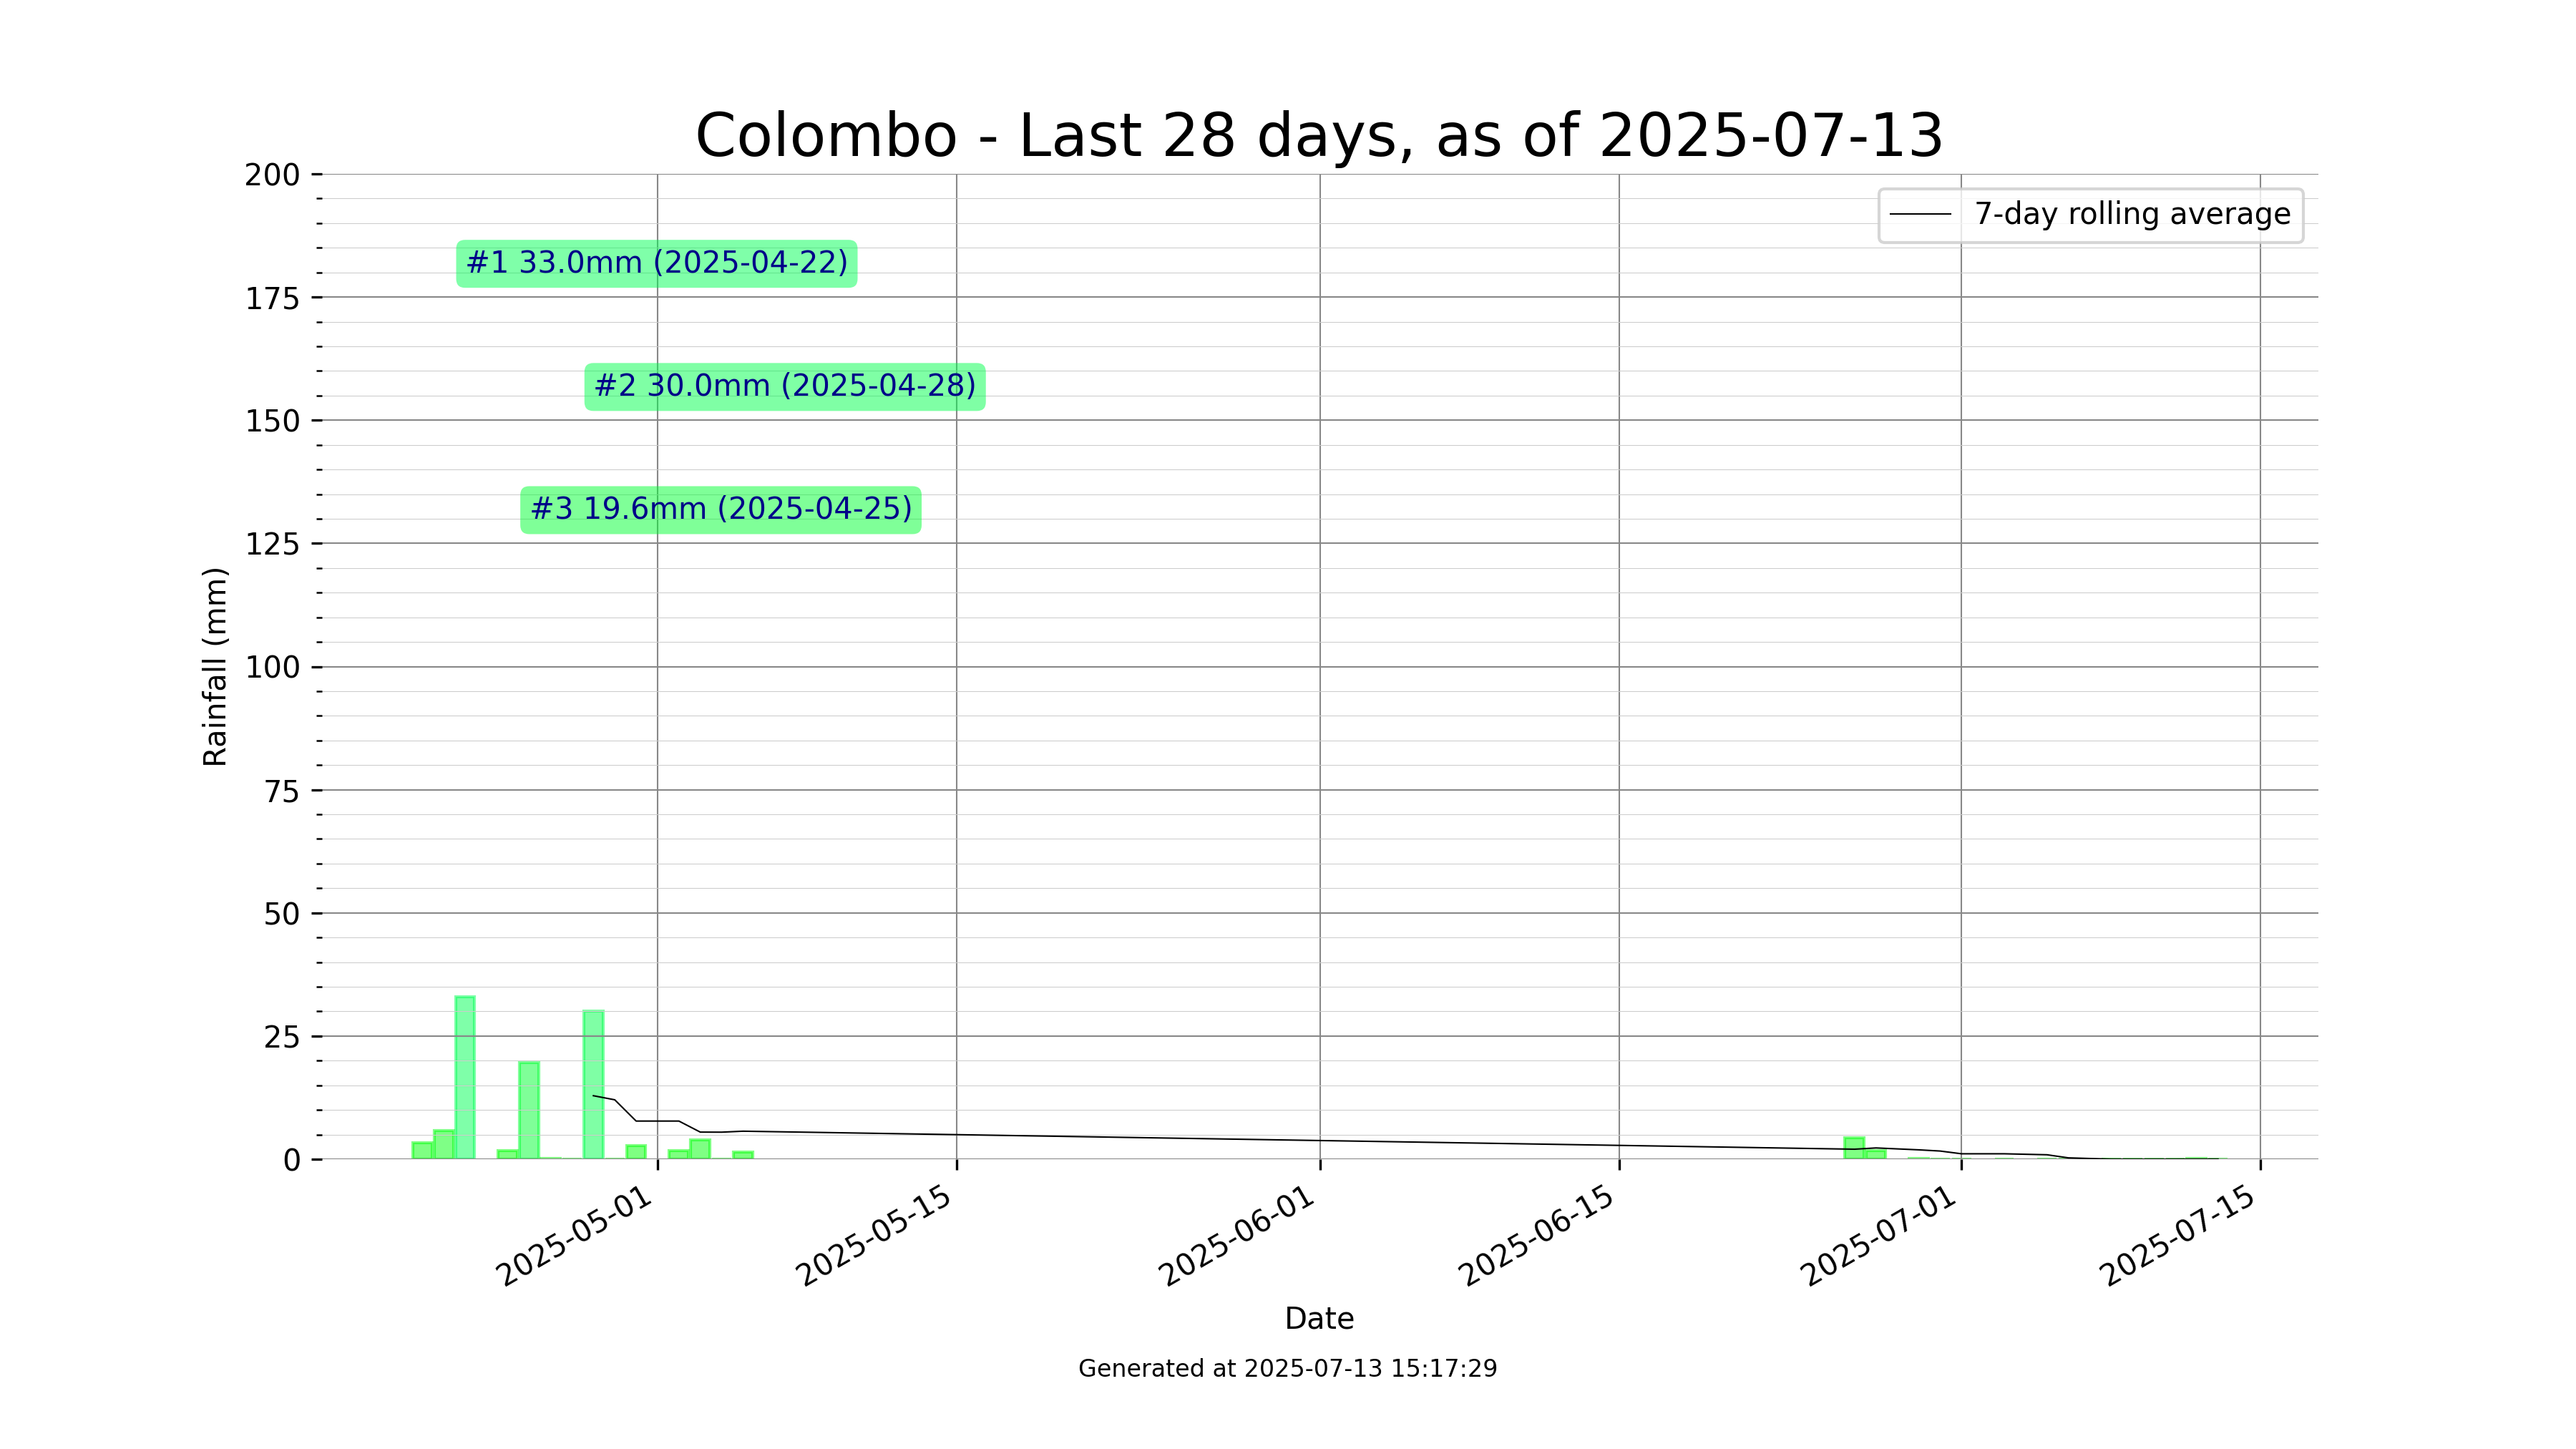 Colombo - Last 28 days, as of 2025-07-13
200
175
150
125
100
75
50
25
0
Rainfall (mm)
7-day rolling average
#1 33.0mm (2025-04-22)
#2 30.0mm (2025-04-28)
#3 19.6mm (2025-04-25)
2025-05-01
2025-05-15
2025-06-01
2025-06-15
2025-07-01
2025-07-15
Date
Generated at 2025-07-13 15:17:29